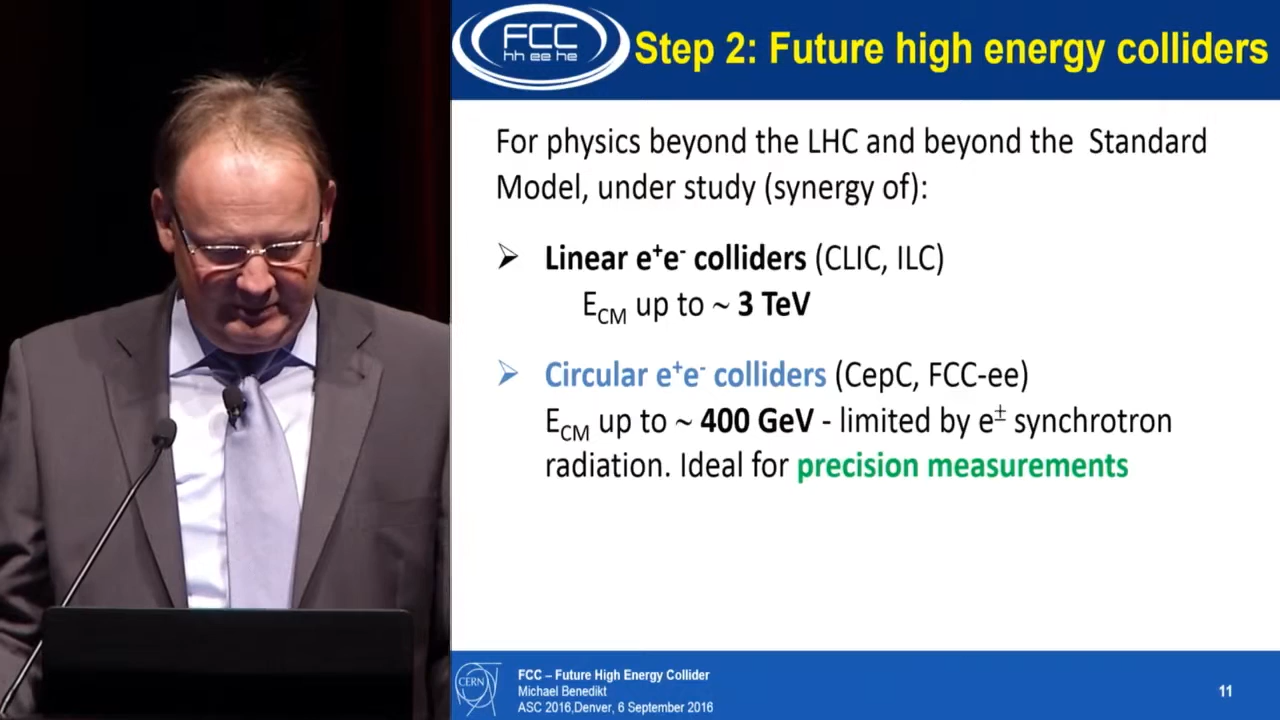 FCC
hh ee he
Step 2: Future high energy colliders
For physics beyond the LHC and beyond the Standard
Model, under study (synergy of):
➢ Linear e⁺e⁻ colliders (CLIC, ILC)
E_CM up to ~ 3 TeV
➢ Circular e⁺e⁻ colliders (CepC, FCC-ee)
E_CM up to ~ 400 GeV - limited by e± synchrotron
radiation. Ideal for precision measurements
CERN
FCC – Future High Energy Collider
Michael Benedikt
ASC 2016,Denver, 6 September 2016
11